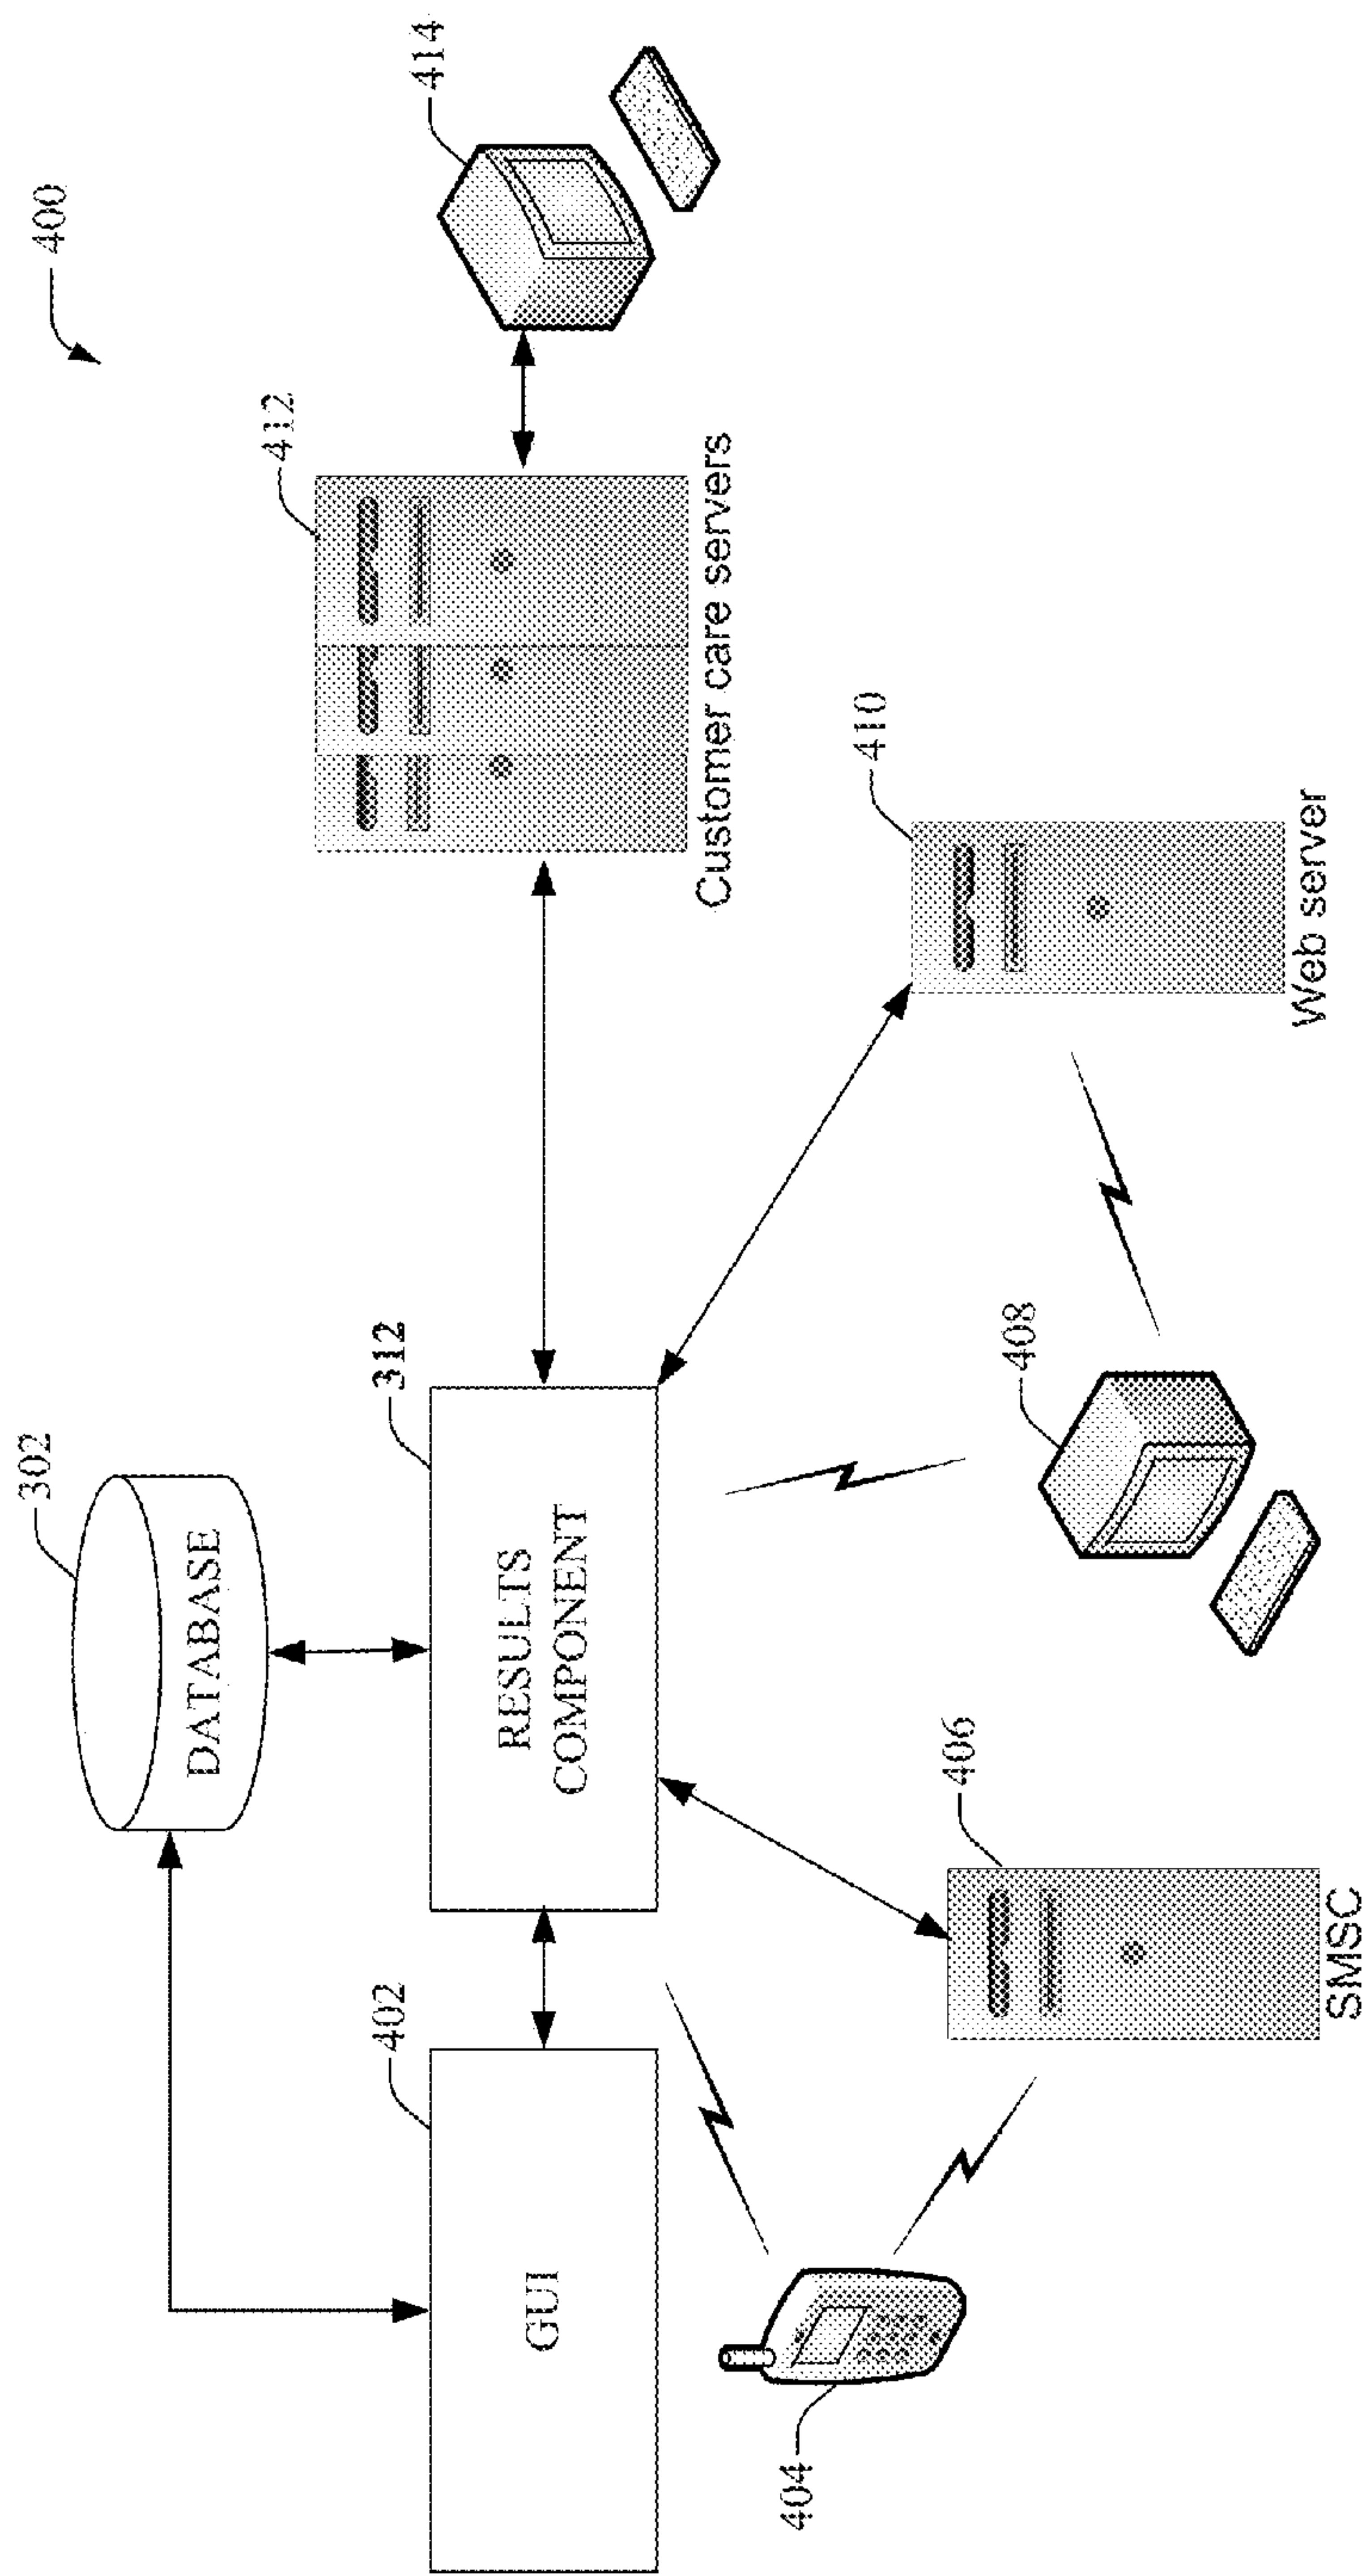 400
302
DATABASE
402
GUI
312
RESULTS
COMPONENT
412
Customer care servers
414
404
406
SMSC
408
410
Web server